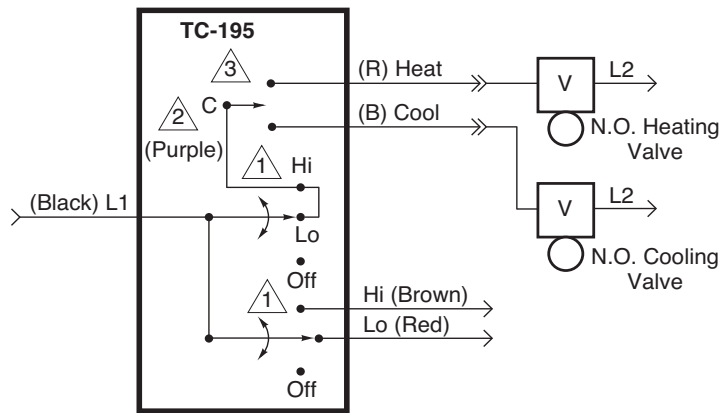 TC-195
3
(R) Heat
V
L2
C
2
(B) Cool
N.O. Heating
Valve
(Purple)
1
Hi
(Black) L1
Lo
V
L2
N.O. Cooling
Valve
Off
1
Hi (Brown)
Lo (Red)
Off